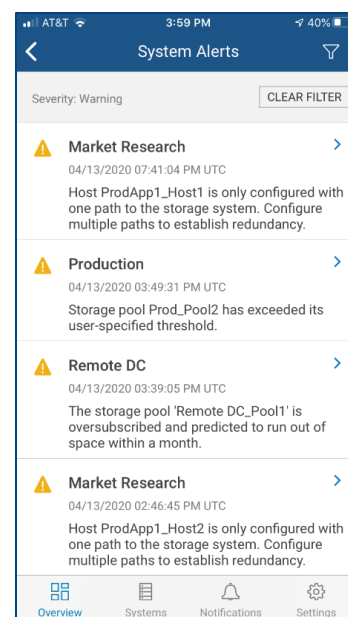 AT&T 3:59 PM 40%
System Alerts
Severity: Warning CLEAR FILTER
Market Research
04/13/2020 07:41:04 PM UTC
Host ProdApp1_Host1 is only configured with
one path to the storage system. Configure
multiple paths to establish redundancy.
Production
04/13/2020 03:49:31 PM UTC
Storage pool Prod_Pool2 has exceeded its
user-specified threshold.
Remote DC
04/13/2020 03:39:05 PM UTC
The storage pool 'Remote DC_Pool1' is
oversubscribed and predicted to run out of
space within a month.
Market Research
04/13/2020 02:46:45 PM UTC
Host ProdApp1_Host2 is only configured with
one path to the storage system. Configure
multiple paths to establish redundancy.
Overview Systems Notifications Settings